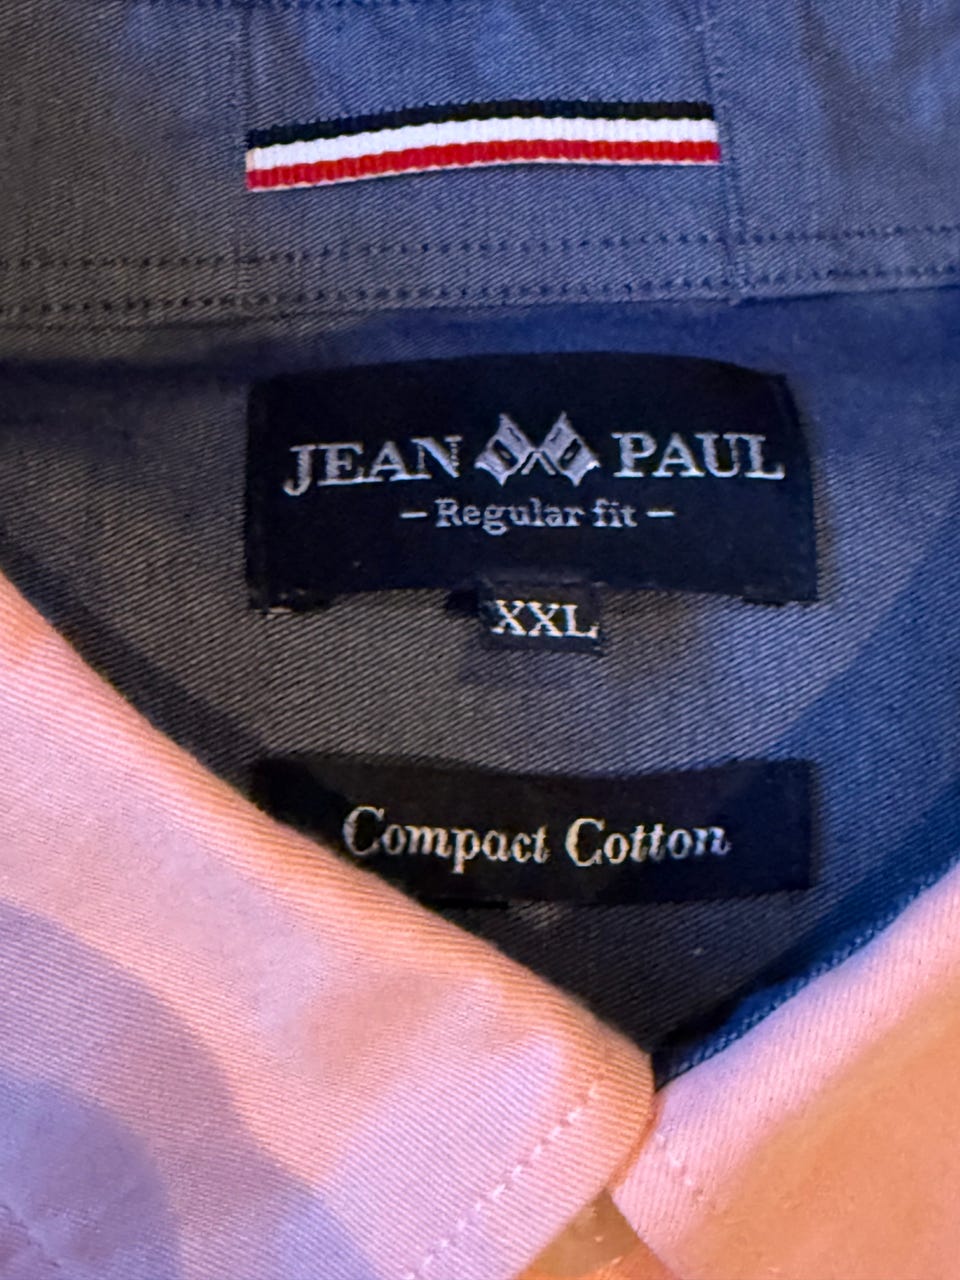 JEAN PAUL
– Regular fit –
XXL
Compact Cotton